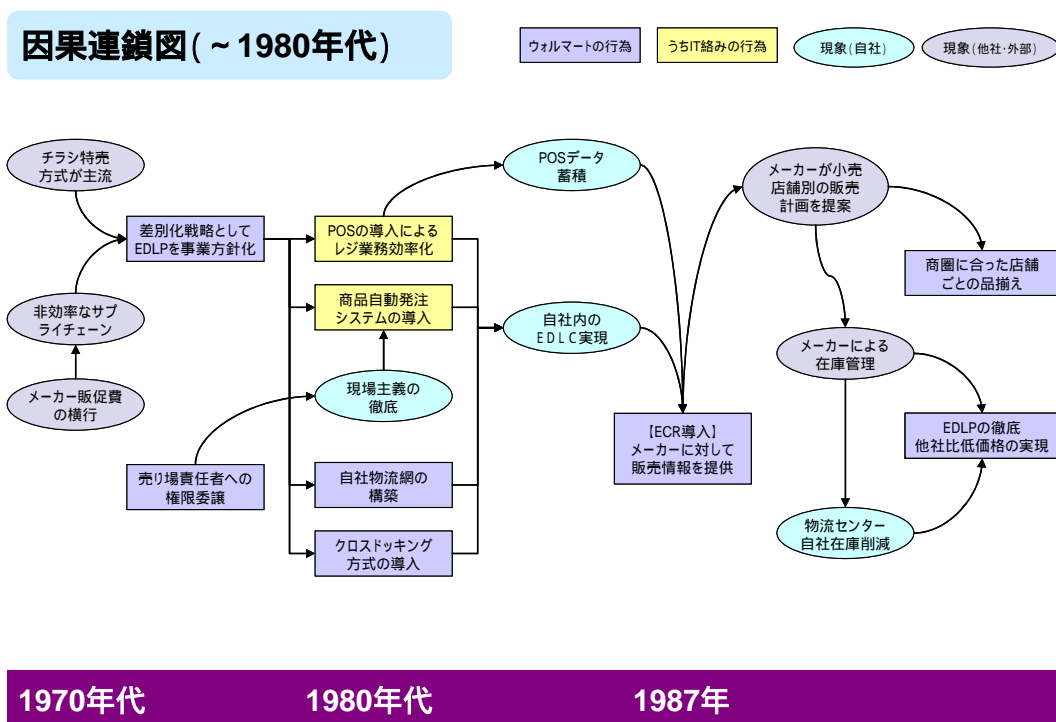 因果連鎖図(~1980年代)
ウォルマートの行為
うちIT絡みの行為
現象(自社)
現象(他社・外部)
チラシ特売
方式が主流
非効率なサプ
ライチェーン
メーカー販促費
の横行
差別化戦略として
EDLPを事業方針化
売り場責任者への
権限委譲
POSの導入による
レジ業務効率化
商品自動発注
システムの導入
現場主義の
徹底
自社物流網の
構築
クロスドッキング
方式の導入
POSデータ
蓄積
自社内の
EDLC実現
【ECR導入】
メーカーに対して
販売情報を提供
メーカーが小売
店舗別の販売
計画を提案
商圏に合った店舗
ごとの品揃え
メーカーによる
在庫管理
EDLPの徹底
他社比低価格の実現
物流センター
自社在庫削減
1970年代
1980年代
1987年